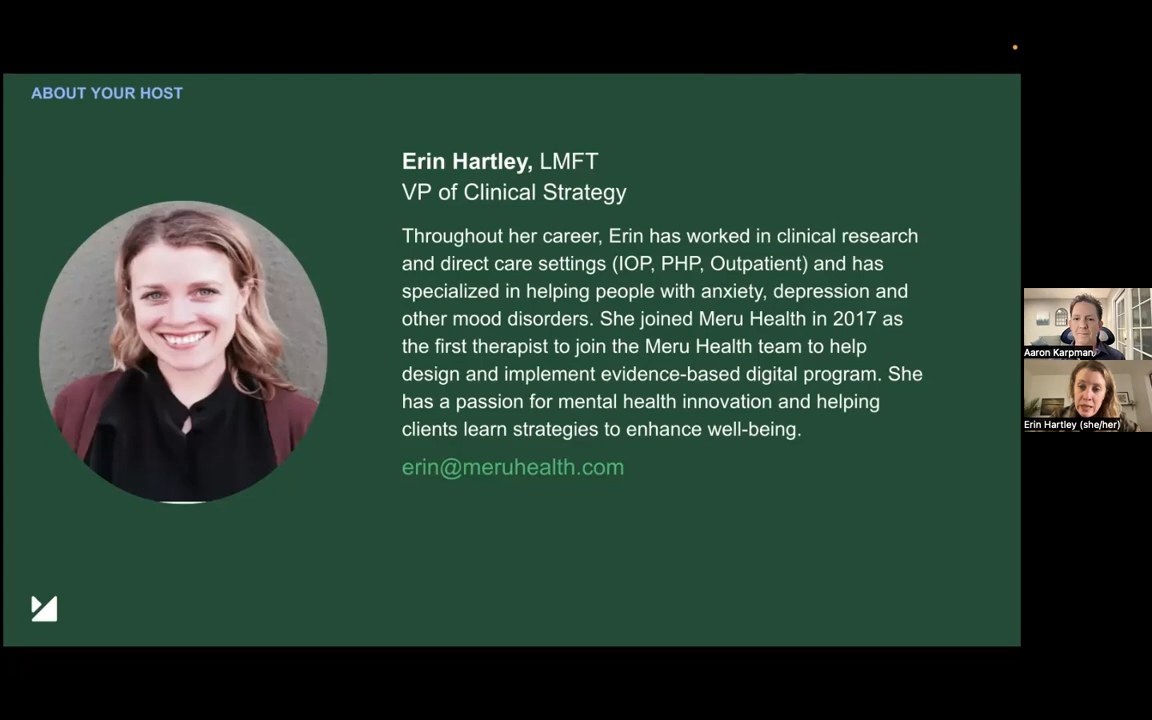 ABOUT YOUR HOST
Erin Hartley, LMFT
VP of Clinical Strategy
Throughout her career, Erin has worked in clinical research
and direct care settings (IOP, PHP, Outpatient) and has
specialized in helping people with anxiety, depression and
other mood disorders. She joined Meru Health in 2017 as
the first therapist to join the Meru Health team to help
design and implement evidence-based digital program. She
has a passion for mental health innovation and helping
clients learn strategies to enhance well-being.
erin@meruhealth.com
Aaron Karpman
Erin Hartley (she/her)